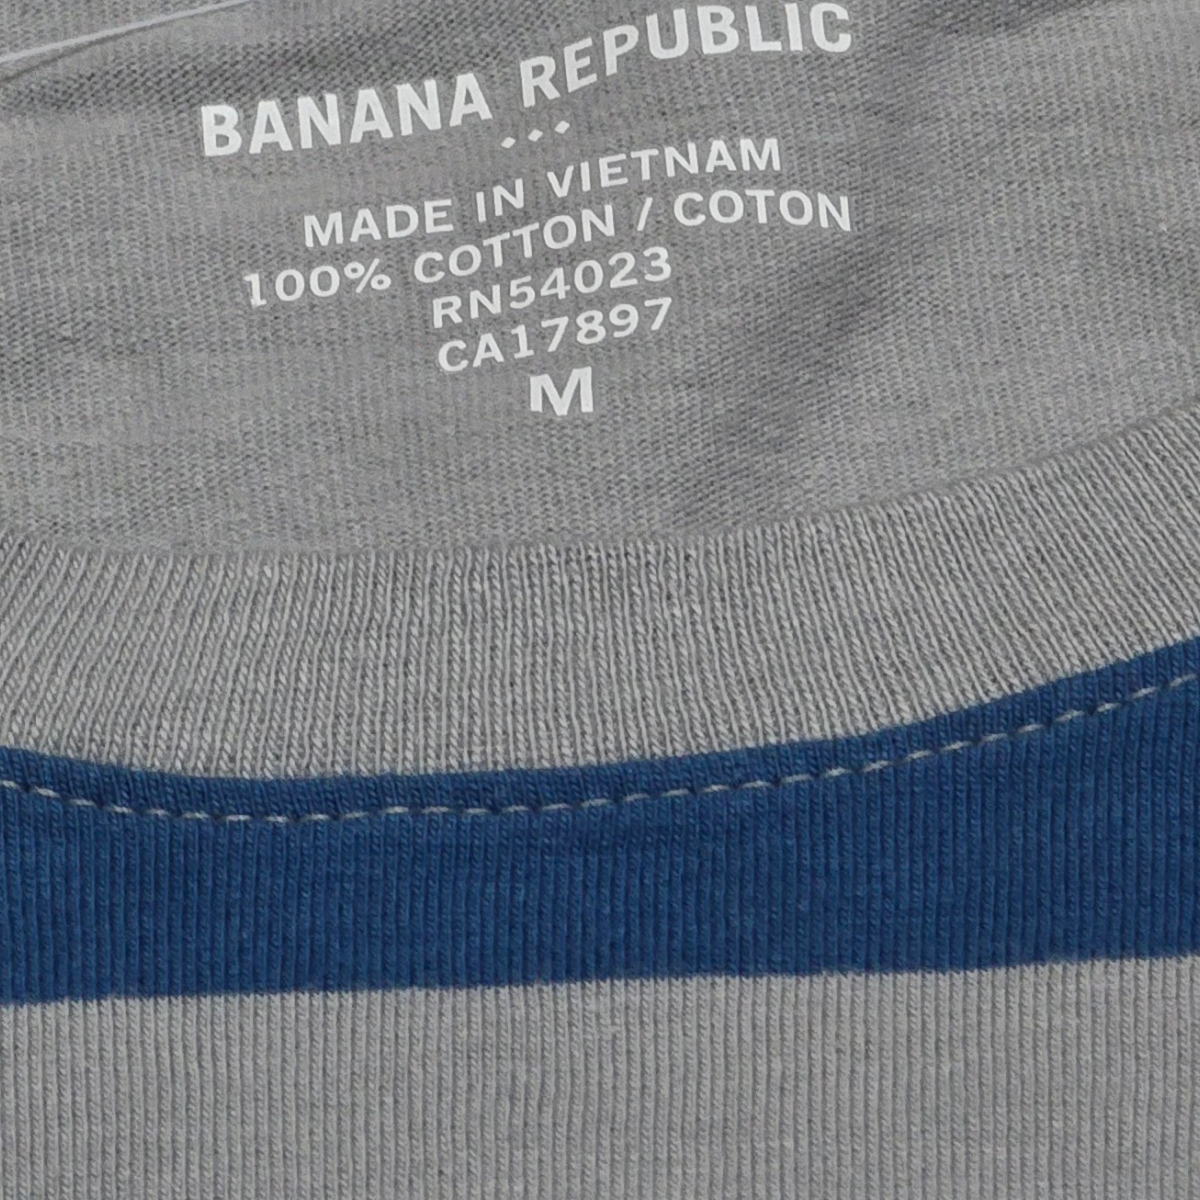 BANANA REPUBLIC
MADE IN VIETNAM
100% COTTON / COTON
RN54023
CA17897
M